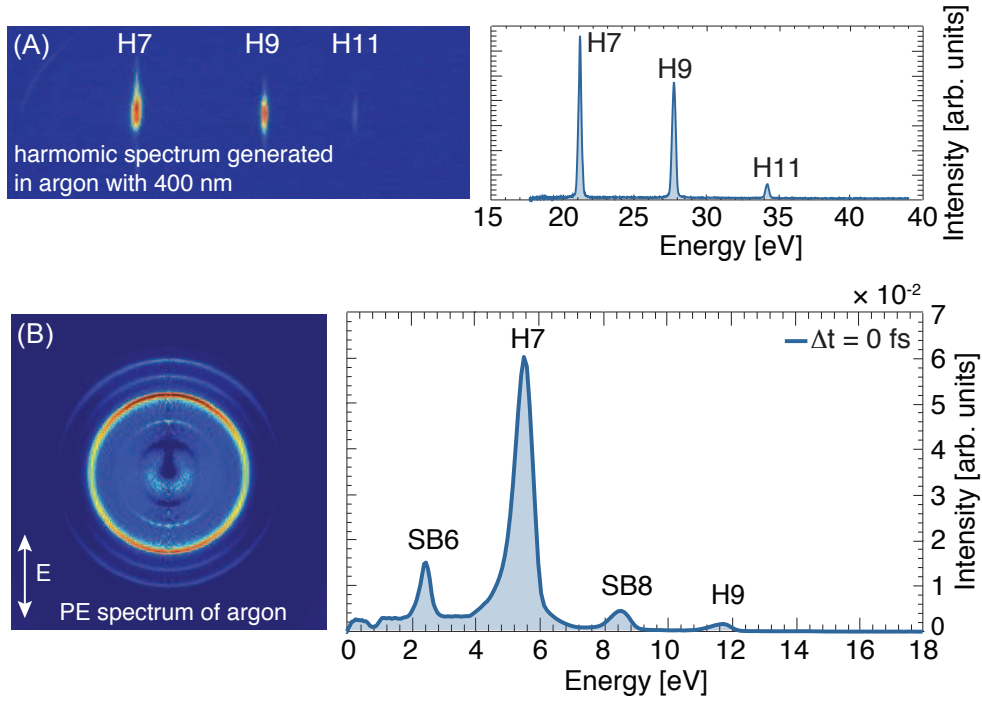 (A)
H7
H9
H11
harmomic spectrum generated
in argon with 400 nm
H7
H9
H11
15
20
25
30
35
40
Energy [eV]
Intensity [arb. units]
(B)
E
PE spectrum of argon
× 10⁻²
H7
Δt = 0 fs
SB6
SB8
H9
7
6
5
4
3
2
1
0
0 2 4 6 8 10 12 14 16 18
Energy [eV]
Intensity [arb. units]